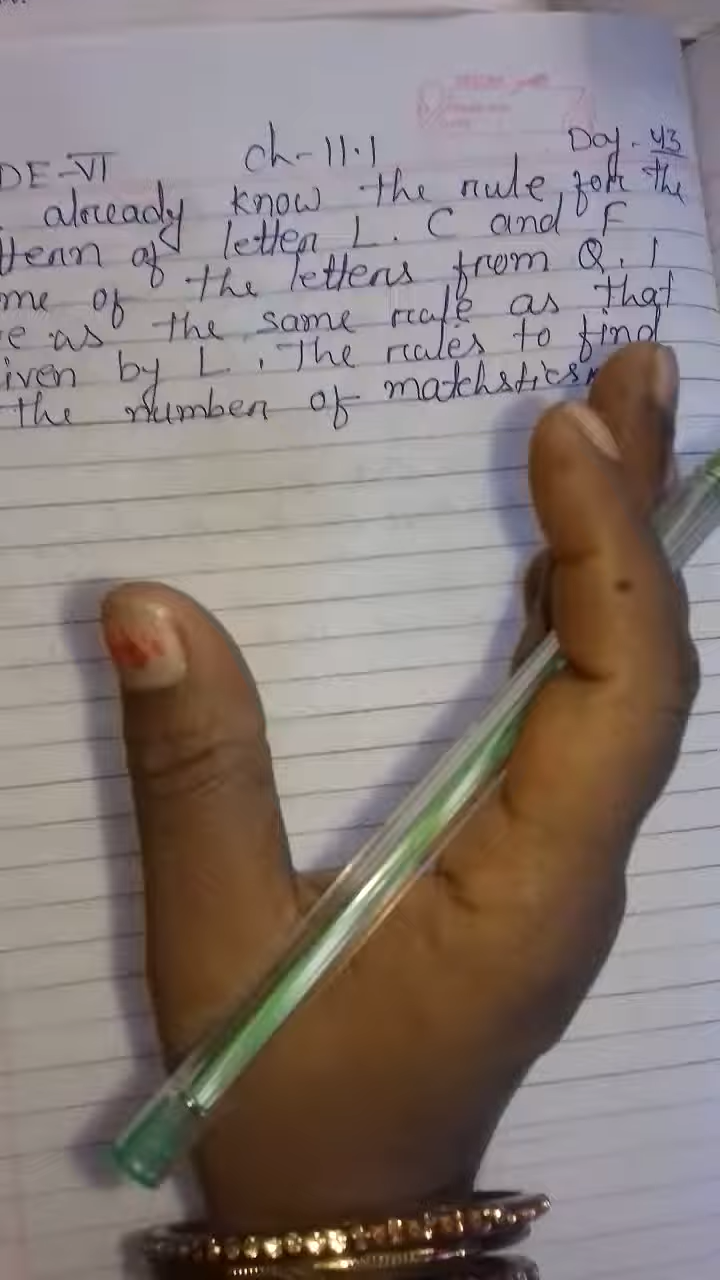 DE-VI ch-11.1 Day-43
already know the rule for the
ttern of letter L. C and F
me of the letters from Q.1
e as the same rule as that
iven by L. The rules to find
the number of matchstics